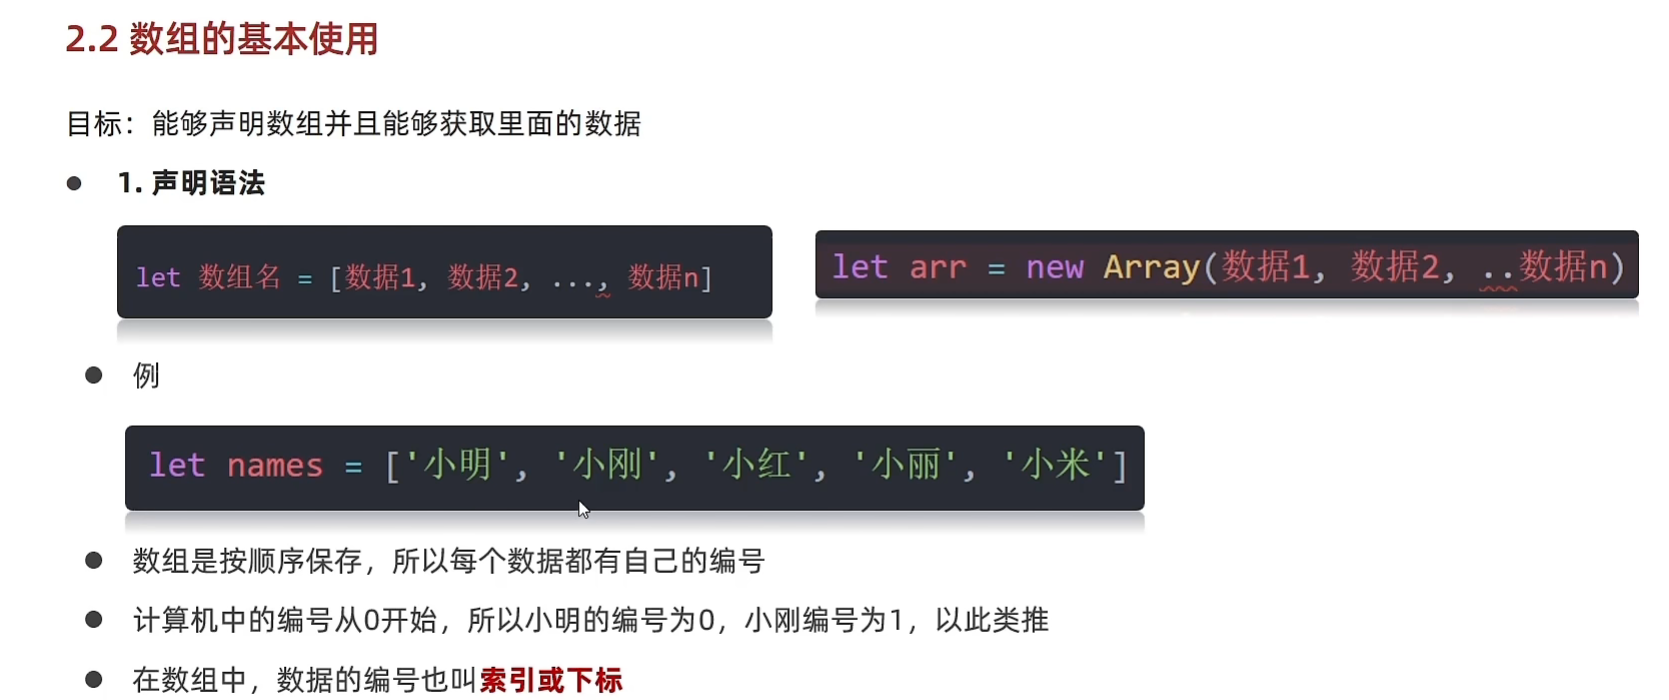 2.2 数组的基本使用
目标：能够声明数组并且能够获取里面的数据
1. 声明语法
let 数组名 = [数据1, 数据2, ..., 数据n]
let arr = new Array(数据1, 数据2, ..数据n)
例
let names = ['小明', '小刚', '小红', '小丽', '小米']
数组是按顺序保存，所以每个数据都有自己的编号
计算机中的编号从0开始，所以小明的编号为0，小刚编号为1，以此类推
在数组中，数据的编号也叫索引或下标